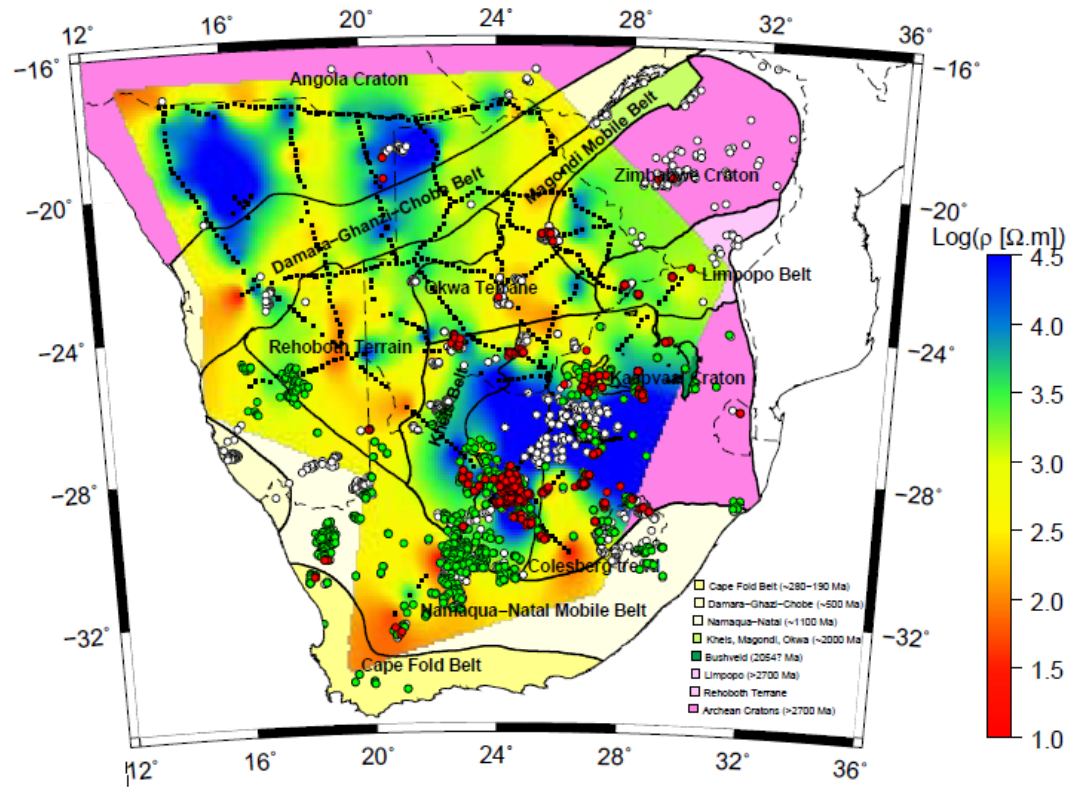 12° 16° 20° 24° 28° 32° 36°
−16° −16°
Angola Craton
Magondi Mobile Belt
Zimbabwe Craton
−20° −20°
Damara−Ghanzi−Chobe Belt
Log(ρ [Ω.m])
Limpopo Belt
4.5
Okwa Terrane
4.0
Rehoboth Terrain
−24° −24°
3.5
Kaapvaal Craton
Kheis Belt
3.0
−28° −28°
2.5
Colesberg trend
Cape Fold Belt (~280−190 Ma)
2.0
Damara−Ghazi−Chobe (~500 Ma)
Namaqua−Natal Mobile Belt
Namaqua−Natal (~1100 Ma)
−32° −32°
Kheis, Magondi, Okwa (~2000 Ma
Bushveld (2054? Ma)
1.5
Cape Fold Belt
Limpopo (>2700 Ma)
Rehoboth Terrane
Archean Cratons (>2700 Ma)
1.0
12° 16° 20° 24° 28° 32° 36°